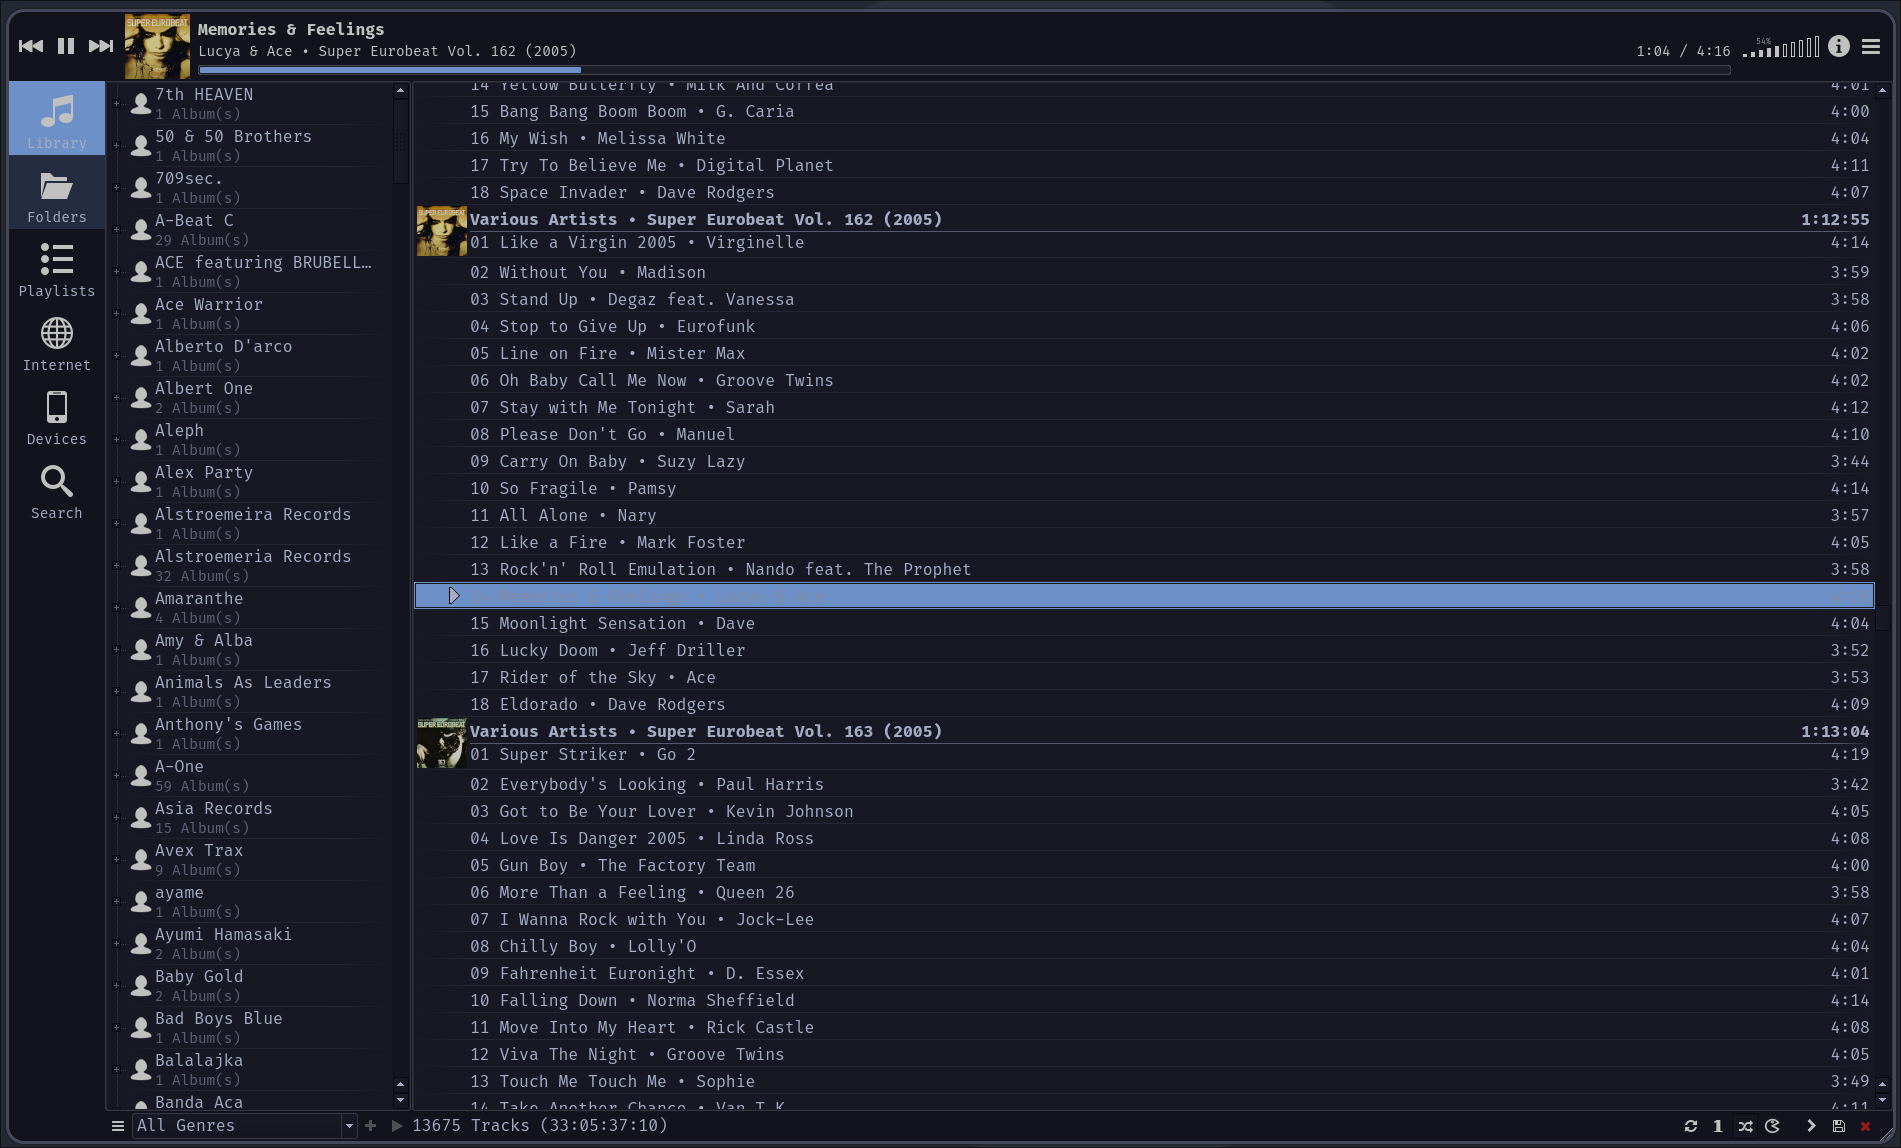 Memories & Feelings
Lucya & Ace • Super Eurobeat Vol. 162 (2005)
1:04 / 4:16
54%
Library
Folders
Playlists
Internet
Devices
Search
7th HEAVEN
1 Album(s)
50 & 50 Brothers
1 Album(s)
709sec.
1 Album(s)
A-Beat C
29 Album(s)
ACE featuring BRUBELL…
1 Album(s)
Ace Warrior
1 Album(s)
Alberto D'arco
1 Album(s)
Albert One
2 Album(s)
Aleph
1 Album(s)
Alex Party
1 Album(s)
Alstroemeira Records
1 Album(s)
Alstroemeria Records
32 Album(s)
Amaranthe
4 Album(s)
Amy & Alba
1 Album(s)
Animals As Leaders
1 Album(s)
Anthony's Games
1 Album(s)
A-One
59 Album(s)
Asia Records
15 Album(s)
Avex Trax
9 Album(s)
ayame
1 Album(s)
Ayumi Hamasaki
2 Album(s)
Baby Gold
2 Album(s)
Bad Boys Blue
1 Album(s)
Balalajka
1 Album(s)
Banda Aca
14 Yellow Butterfly • Milk And Coffea 4:01
15 Bang Bang Boom Boom • G. Caria 4:00
16 My Wish • Melissa White 4:04
17 Try To Believe Me • Digital Planet 4:11
18 Space Invader • Dave Rodgers 4:07
SUPER EUROBEAT
Various Artists • Super Eurobeat Vol. 162 (2005) 1:12:55
01 Like a Virgin 2005 • Virginelle 4:14
02 Without You • Madison 3:59
03 Stand Up • Degaz feat. Vanessa 3:58
04 Stop to Give Up • Eurofunk 4:06
05 Line on Fire • Mister Max 4:02
06 Oh Baby Call Me Now • Groove Twins 4:02
07 Stay with Me Tonight • Sarah 4:12
08 Please Don't Go • Manuel 4:10
09 Carry On Baby • Suzy Lazy 3:44
10 So Fragile • Pamsy 4:14
11 All Alone • Nary 3:57
12 Like a Fire • Mark Foster 4:05
13 Rock'n' Roll Emulation • Nando feat. The Prophet 3:58
15 Moonlight Sensation • Dave 4:04
16 Lucky Doom • Jeff Driller 3:52
17 Rider of the Sky • Ace 3:53
18 Eldorado • Dave Rodgers 4:09
SUPER EUROBEAT
Various Artists • Super Eurobeat Vol. 163 (2005) 1:13:04
01 Super Striker • Go 2 4:19
02 Everybody's Looking • Paul Harris 3:42
03 Got to Be Your Lover • Kevin Johnson 4:05
04 Love Is Danger 2005 • Linda Ross 4:08
05 Gun Boy • The Factory Team 4:00
06 More Than a Feeling • Queen 26 3:58
07 I Wanna Rock with You • Jock-Lee 4:07
08 Chilly Boy • Lolly'O 4:04
09 Fahrenheit Euronight • D. Essex 4:01
10 Falling Down • Norma Sheffield 4:14
11 Move Into My Heart • Rick Castle 4:08
12 Viva The Night • Groove Twins 4:05
13 Touch Me Touch Me • Sophie 3:49
14 Take Another Chance • Van T.K. 4:11
All Genres
13675 Tracks (33:05:37:10)
1